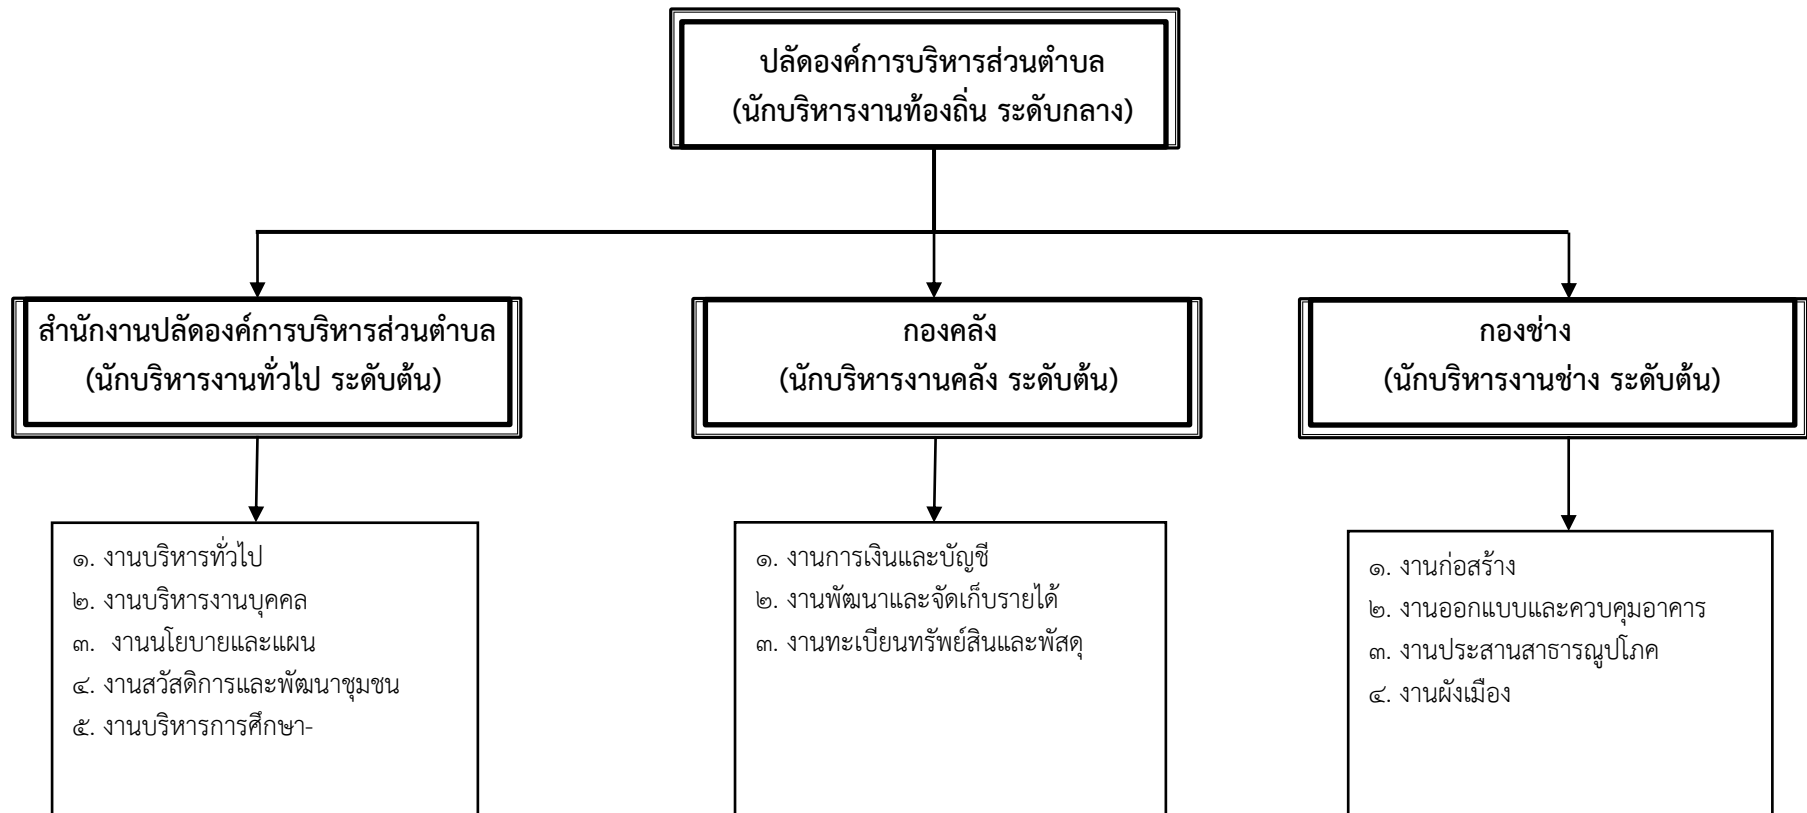 ปลัดองค์การบริหารส่วนตำบล
(นักบริหารงานท้องถิ่น ระดับกลาง)
สำนักงานปลัดองค์การบริหารส่วนตำบล
(นักบริหารงานทั่วไป ระดับต้น)
กองคลัง
(นักบริหารงานคลัง ระดับต้น)
กองช่าง
(นักบริหารงานช่าง ระดับต้น)
๑. งานบริหารทั่วไป
๒. งานบริหารงานบุคคล
๓. งานนโยบายและแผน
๔. งานสวัสดิการและพัฒนาชุมชน
๕. งานบริหารการศึกษา-
๑. งานการเงินและบัญชี
๒. งานพัฒนาและจัดเก็บรายได้
๓. งานทะเบียนทรัพย์สินและพัสดุ
๑. งานก่อสร้าง
๒. งานออกแบบและควบคุมอาคาร
๓. งานประสานสาธารณูปโภค
๔. งานผังเมือง